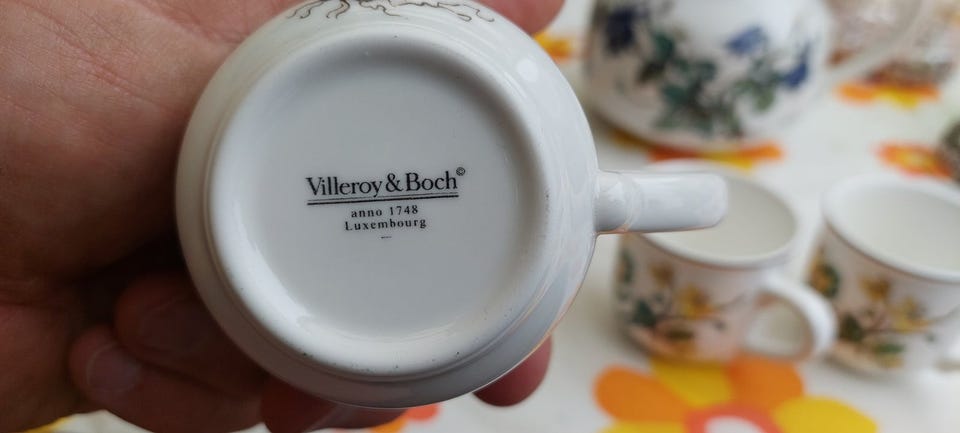 Villeroy & Boch©
anno 1748
Luxembourg